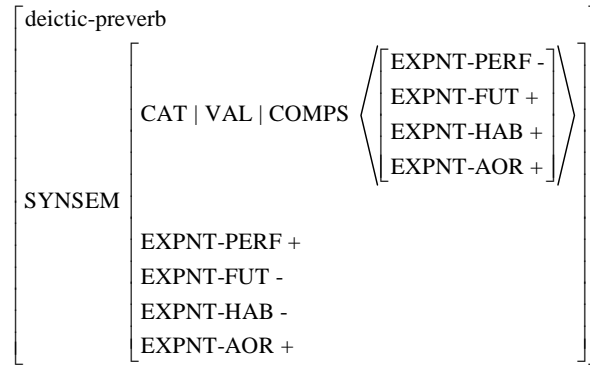 deictic-preverb
EXPNT-PERF -
EXPNT-FUT +
CAT | VAL | COMPS
EXPNT-HAB +
EXPNT-AOR +
SYNSEM
EXPNT-PERF +
EXPNT-FUT -
EXPNT-HAB -
EXPNT-AOR +